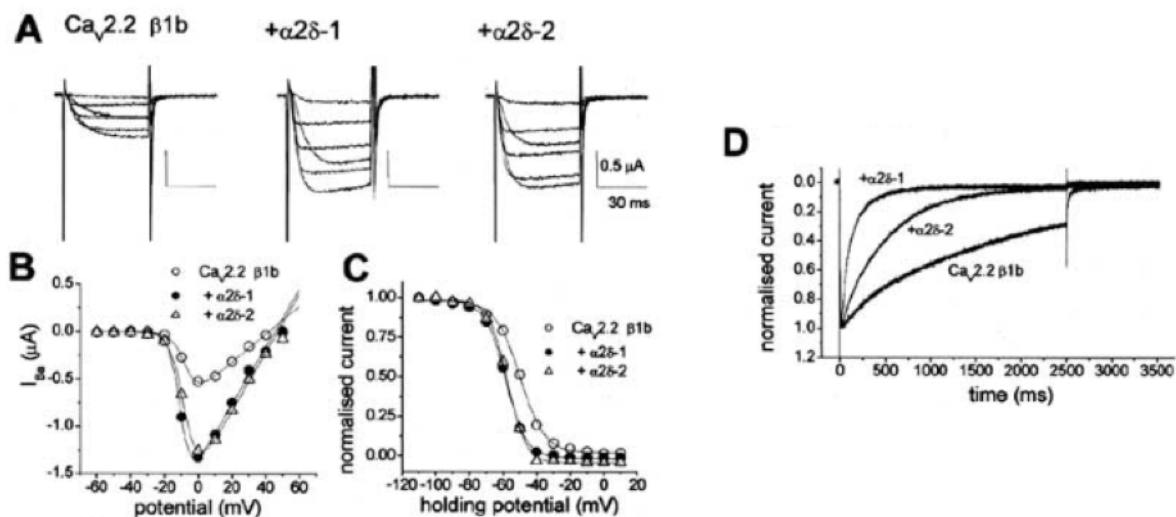 A
Ca_v2.2 β1b
+α2δ-1
+α2δ-2
0.5 μA
30 ms
B
Ca_v2.2 β1b
+ α2δ-1
+ α2δ-2
I_Ba (μA)
0.5
0.0
-0.5
-1.0
-1.5
-60 -40 -20 0 20 40 60
potential (mV)
C
Ca_v2.2 β1b
+ α2δ-1
+ α2δ-2
normalised current
1.00
0.75
0.50
0.25
0.00
-120 -100 -80 -60 -40 -20 0 20
holding potential (mV)
D
+α2δ-1
+α2δ-2
Ca_v2.2 β1b
normalised current
0.0
0.2
0.4
0.6
0.8
1.0
1.2
0 500 1000 1500 2000 2500 3000 3500
time (ms)